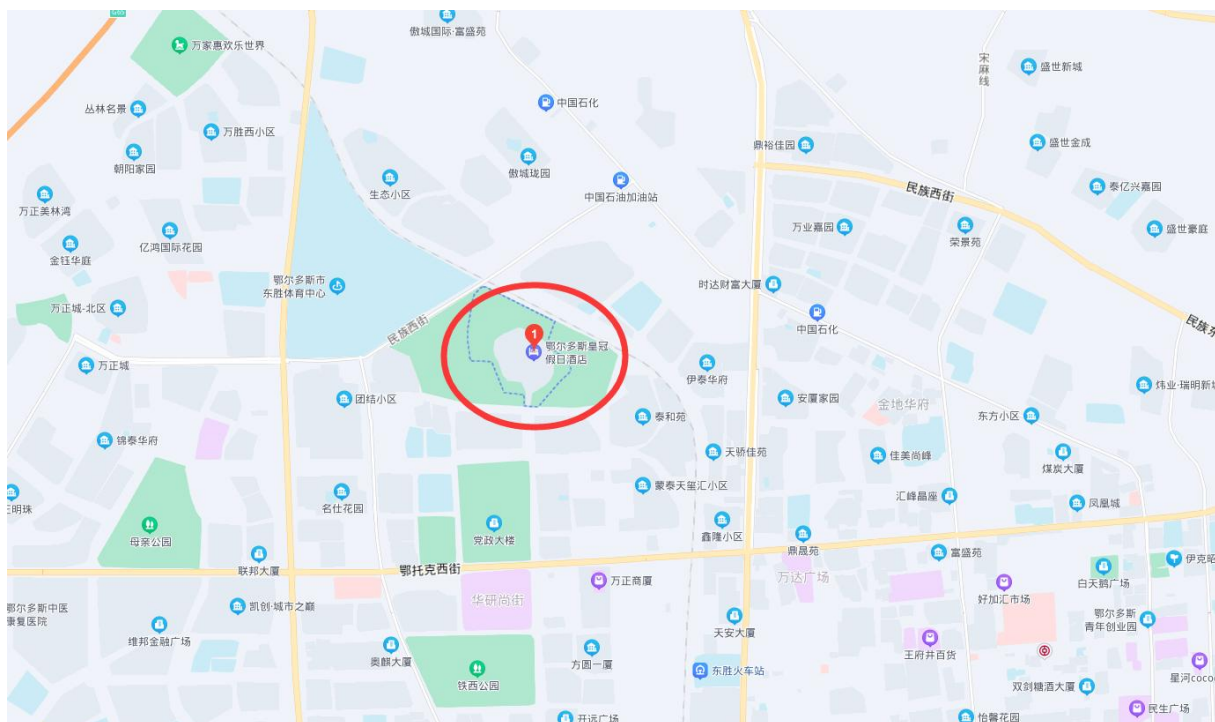 G65
万家惠欢乐世界
傲城国际·富盛苑
宋麻线
盛世新城
丛林名景
万胜西小区
中国石化
朝阳家园
傲城珑园
鼎裕佳园
盛世金成
生态小区
中国石油加油站
民族西街
泰亿兴嘉园
万正美林湾
亿鸿国际花园
万业嘉园
荣景苑
盛世豪庭
金钰华庭
鄂尔多斯市
东胜体育中心
时达财富大厦
万正城-北区
民族西街
中国石化
民族东
1
鄂尔多斯皇冠
假日酒店
万正城
伊泰华府
炜业·瑞明新城
团结小区
安厦家园
金地华府
泰和苑
东方小区
锦泰华府
天骄佳苑
佳美尚峰
煤炭大厦
蒙泰天玺汇小区
汇峰晶座
凤凰城
王明珠
名仕花园
母亲公园
党政大楼
鑫隆小区
鼎晟苑
富盛苑
伊克昭
联邦大厦
鄂托克西街
万正商厦
万达广场
白天鹅广场
华研尚街
好加汇市场
鄂尔多斯中医
康复医院
凯创·城市之巅
鄂尔多斯
青年创业园
维邦金融广场
天安大厦
王府井百货
奥麒大厦
方圆一厦
东胜火车站
星河coco
铁西公园
双剑糖酒大厦
开远广场
怡馨花园
民生广场